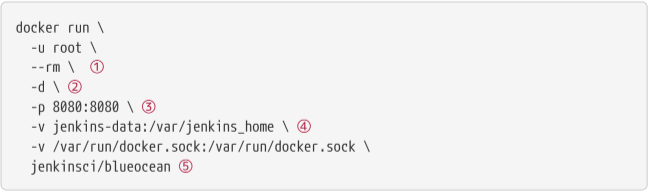 docker run \
-u root \
--rm \ ①
-d \ ②
-p 8080:8080 \ ③
-v jenkins-data:/var/jenkins_home \ ④
-v /var/run/docker.sock:/var/run/docker.sock \
jenkinsci/blueocean ⑤